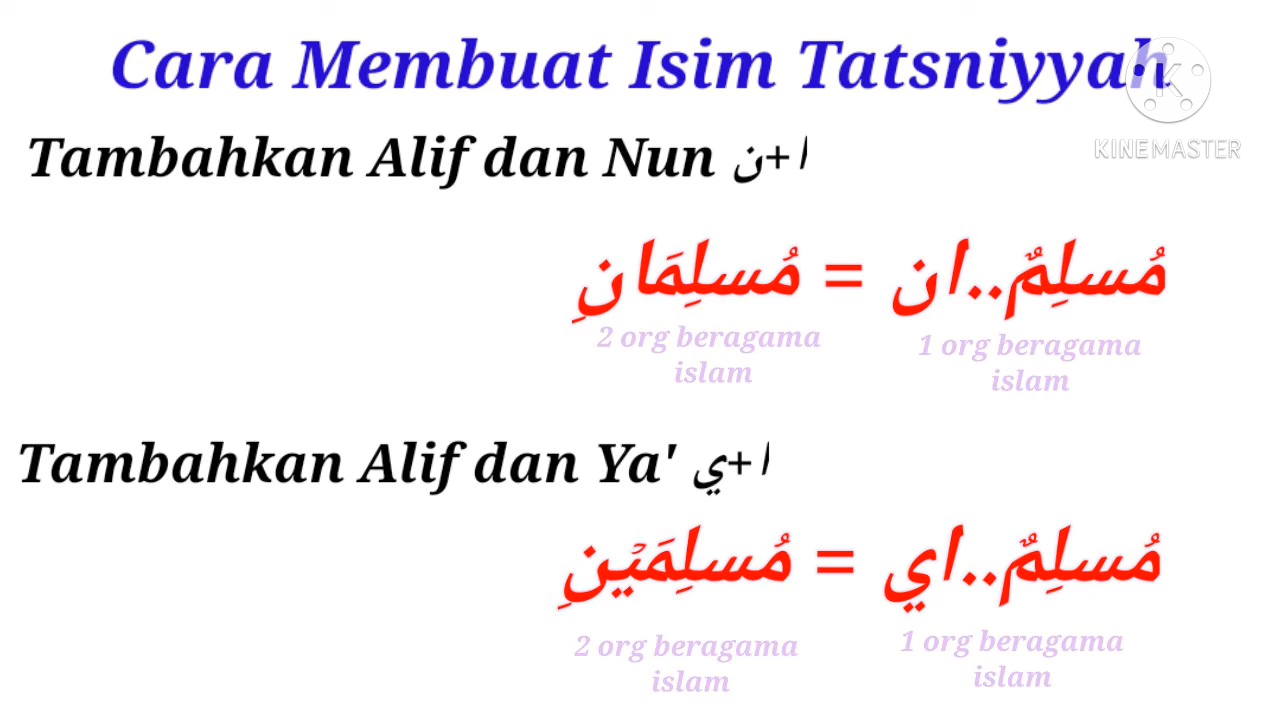 Cara Membuat Isim Tatsniyyah
KINEMASTER
Tambahkan Alif dan Nun ا+ن
مُسلِمٌ..ان = مُسلِمَانِ
2 org beragama
islam
1 org beragama
islam
Tambahkan Alif dan Ya' ا+ي
مُسلِمٌ..اي = مُسلِمَيْنِ
2 org beragama
islam
1 org beragama
islam